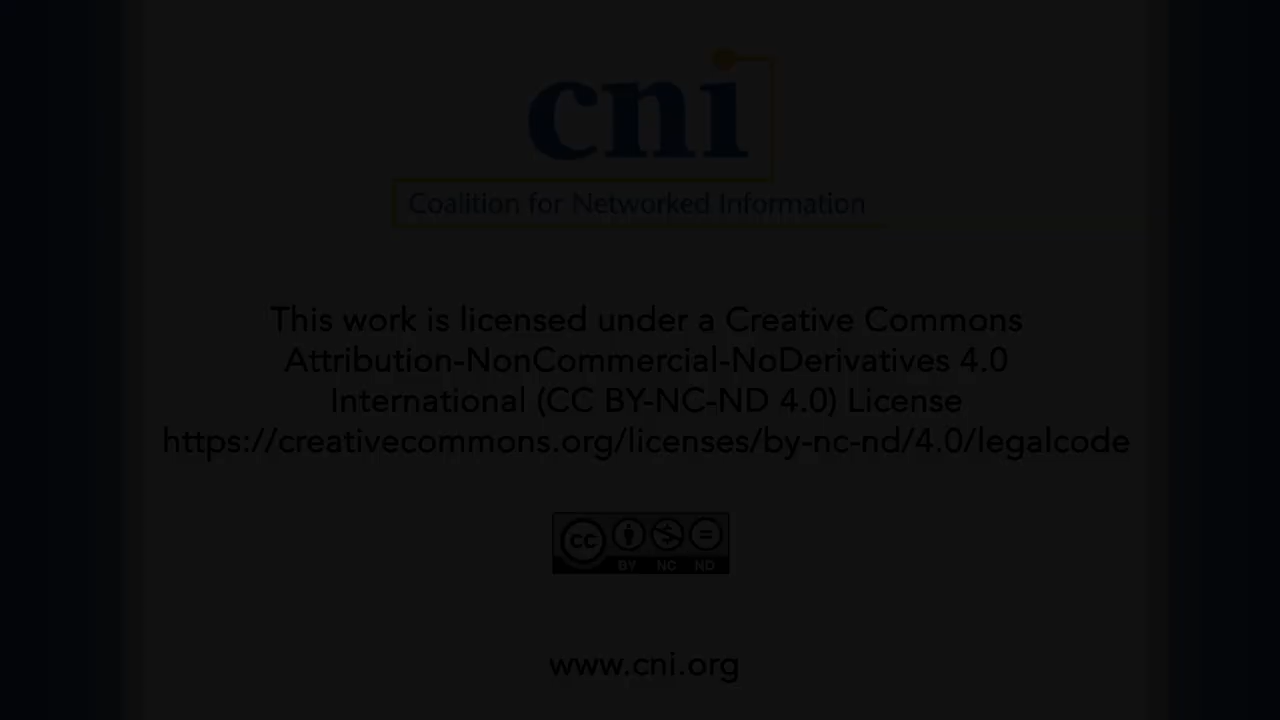 cni
Coalition for Networked Information
This work is licensed under a Creative Commons
Attribution-NonCommercial-NoDerivatives 4.0
International (CC BY-NC-ND 4.0) License
https://creativecommons.org/licenses/by-nc-nd/4.0/legalcode
cc
BY NC ND
www.cni.org